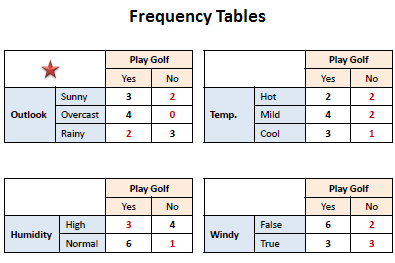 Frequency Tables
Play Golf
Yes No
Outlook
Sunny 3 2
Overcast 4 0
Rainy 2 3
Play Golf
Yes No
Temp.
Hot 2 2
Mild 4 2
Cool 3 1
Play Golf
Yes No
Humidity
High 3 4
Normal 6 1
Play Golf
Yes No
Windy
False 6 2
True 3 3